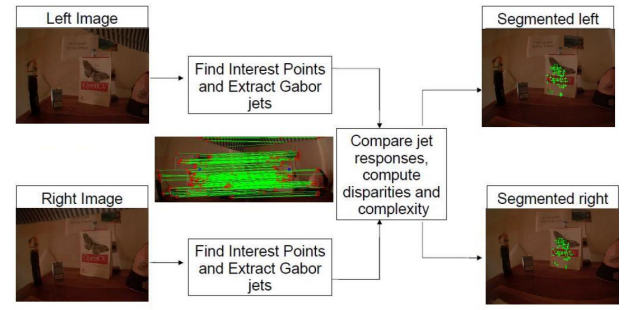 Left Image
Segmented left
Find Interest Points
and Extract Gabor
jets
Compare jet
responses,
compute
disparities and
complexity
Right Image
Segmented right
Find Interest Points
and Extract Gabor
jets